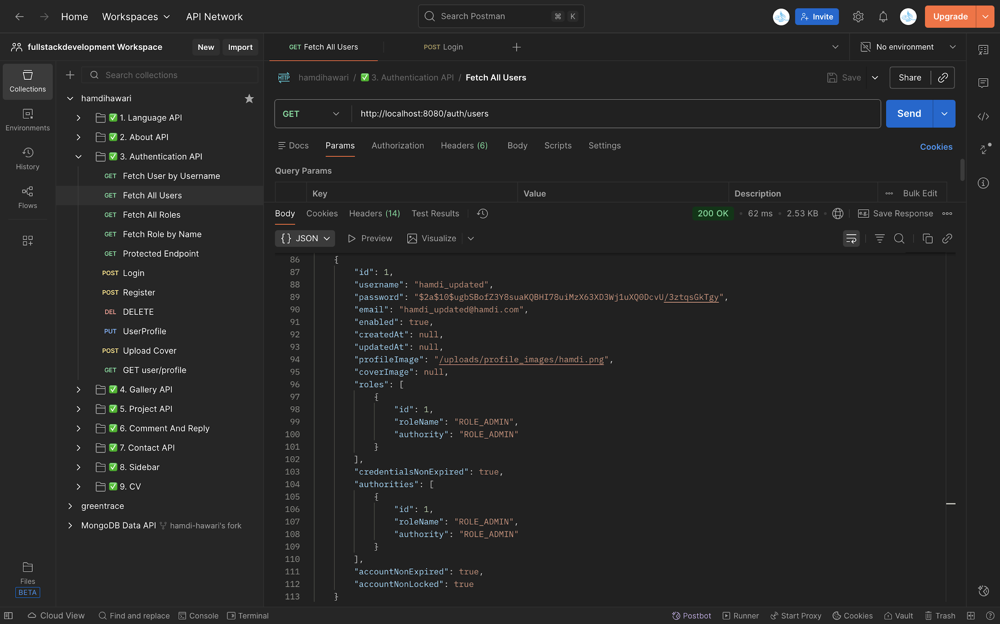 Home Workspaces API Network Search Postman ⌘ K Invite Upgrade
fullstackdevelopment Workspace New Import GET Fetch All Users POST Login No environment
Search collections
hamdihawari / ✅ 3. Authentication API / Fetch All Users Save Share
Collections
Environments
History
Flows
Files
BETA
hamdihawari
✅ 1. Language API
✅ 2. About API
✅ 3. Authentication API
GET Fetch User by Username
GET Fetch All Users
GET Fetch All Roles
GET Fetch Role by Name
GET Protected Endpoint
POST Login
POST Register
DEL DELETE
PUT UserProfile
POST Upload Cover
GET GET user/profile
✅ 4. Gallery API
✅ 5. Project API
✅ 6. Comment And Reply
✅ 7. Contact API
✅ 8. Sidebar
✅ 9. CV
greentrace
MongoDB Data API hamdi-hawari's fork
GET http://localhost:8080/auth/users Send
Docs Params Authorization Headers (6) Body Scripts Settings Cookies
Query Params
Key Value Description Bulk Edit
Body Cookies Headers (14) Test Results 200 OK • 62 ms • 2.53 KB • e.g. Save Response
{} JSON Preview Visualize
86 {
87 "id": 1,
88 "username": "hamdi_updated",
89 "password": "$2a$10$ugbSBofZ3Y8suaKQBHI78uiMzX63XD3Wj1uXQ0DcvU/3ztqsGkTgy",
90 "email": "hamdi_updated@hamdi.com",
91 "enabled": true,
92 "createdAt": null,
93 "updatedAt": null,
94 "profileImage": "/uploads/profile_images/hamdi.png",
95 "coverImage": null,
96 "roles": [
97 {
98 "id": 1,
99 "roleName": "ROLE_ADMIN",
100 "authority": "ROLE_ADMIN"
101 }
102 ],
103 "credentialsNonExpired": true,
104 "authorities": [
105 {
106 "id": 1,
107 "roleName": "ROLE_ADMIN",
108 "authority": "ROLE_ADMIN"
109 }
110 ],
111 "accountNonExpired": true,
112 "accountNonLocked": true
113 }
Cloud View Find and replace Console Terminal Postbot Runner Start Proxy Cookies Vault Trash